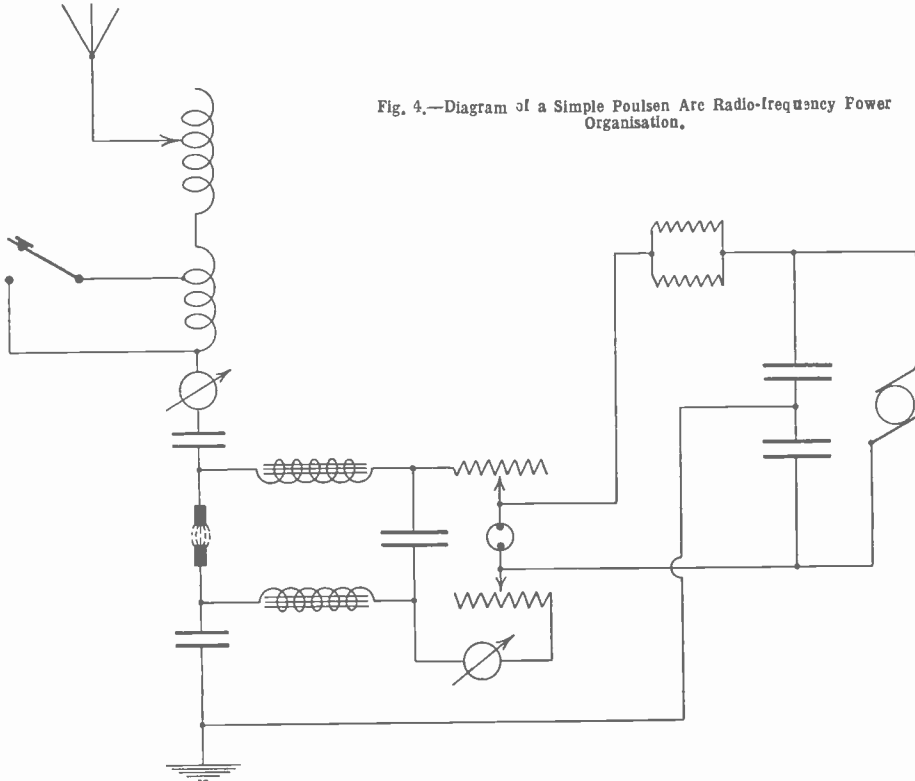 Fig. 4.—Diagram of a Simple Poulsen Arc Radio-frequency Power
Organisation.